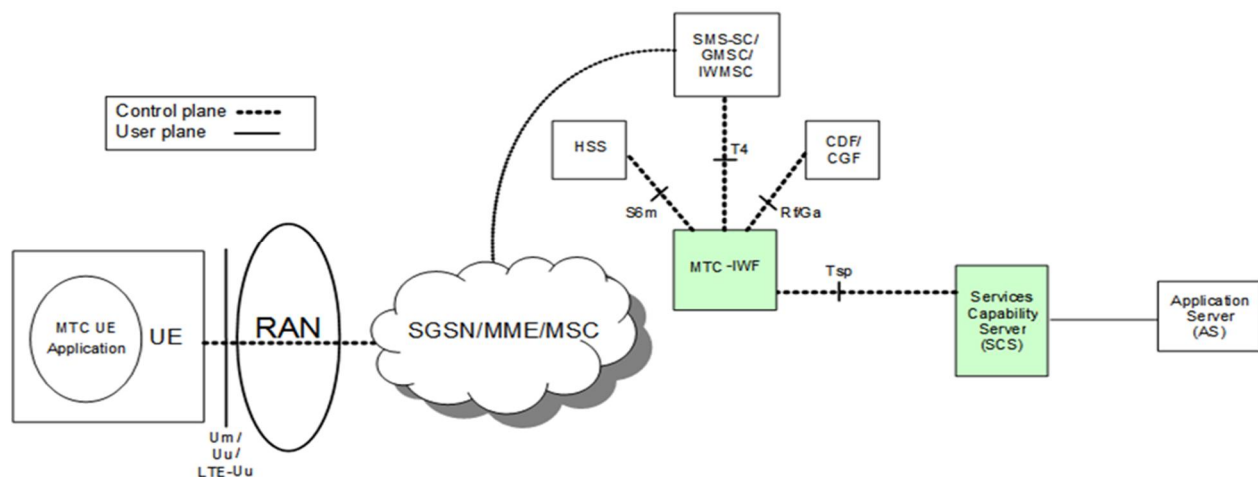 SMS-SC/
GMSC/
IWMSC
Control plane
User plane
HSS
T4
CDF/
CGF
S6m
Rf/Ga
MTC-IWF
Tsp
MTC UE
Application
UE
RAN
SGSN/MME/MSC
Services
Capability
Server
(SCS)
Application
Server
(AS)
Um/
Uu/
LTE-Uu